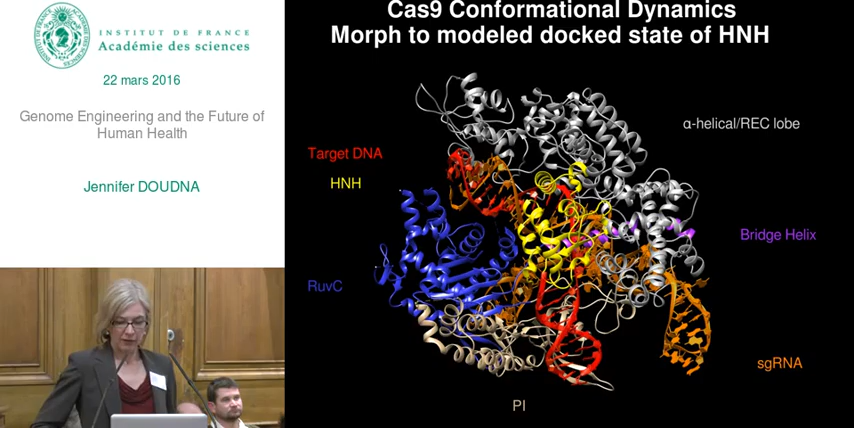 INSTITUT DE FRANCE
Académie des sciences
22 mars 2016
Genome Engineering and the Future of
Human Health
Jennifer DOUDNA
Cas9 Conformational Dynamics
Morph to modeled docked state of HNH
α-helical/REC lobe
Target DNA
HNH
Bridge Helix
RuvC
sgRNA
PI